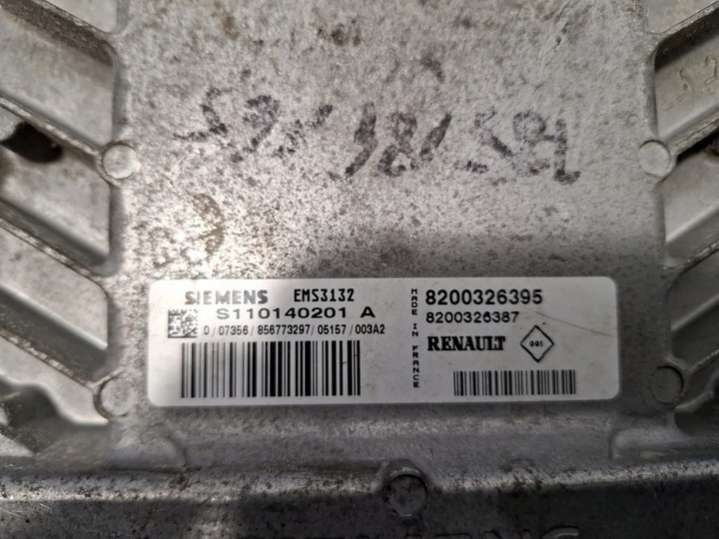 SIEMENS EMS3132
S110140201 A
0 / 07356 / 856773297 / 05157 / 003A2
MADE IN FRANCE
8200326395
8200326387
RENAULT